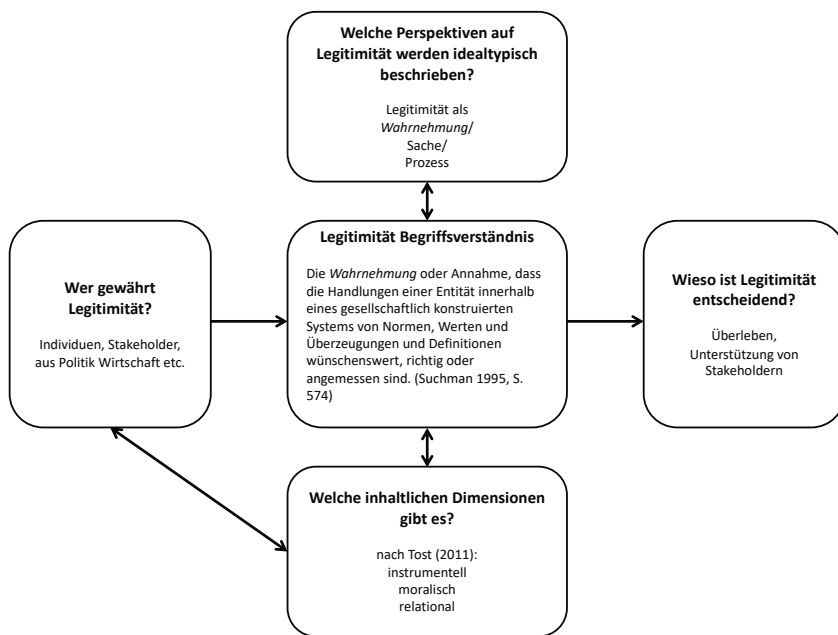 Welche Perspektiven auf
Legitimität werden idealtypisch
beschrieben?
Legitimität als
Wahrnehmung/
Sache/
Prozess
Wer gewährt
Legitimität?
Individuen, Stakeholder,
aus Politik Wirtschaft etc.
Legitimität Begriffsverständnis
Die Wahrnehmung oder Annahme, dass
die Handlungen einer Entität innerhalb
eines gesellschaftlich konstruierten
Systems von Normen, Werten und
Überzeugungen und Definitionen
wünschenswert, richtig oder
angemessen sind. (Suchman 1995, S.
574)
Wieso ist Legitimität
entscheidend?
Überleben,
Unterstützung von
Stakeholdern
Welche inhaltlichen Dimensionen
gibt es?
nach Tost (2011):
instrumentell
moralisch
relational